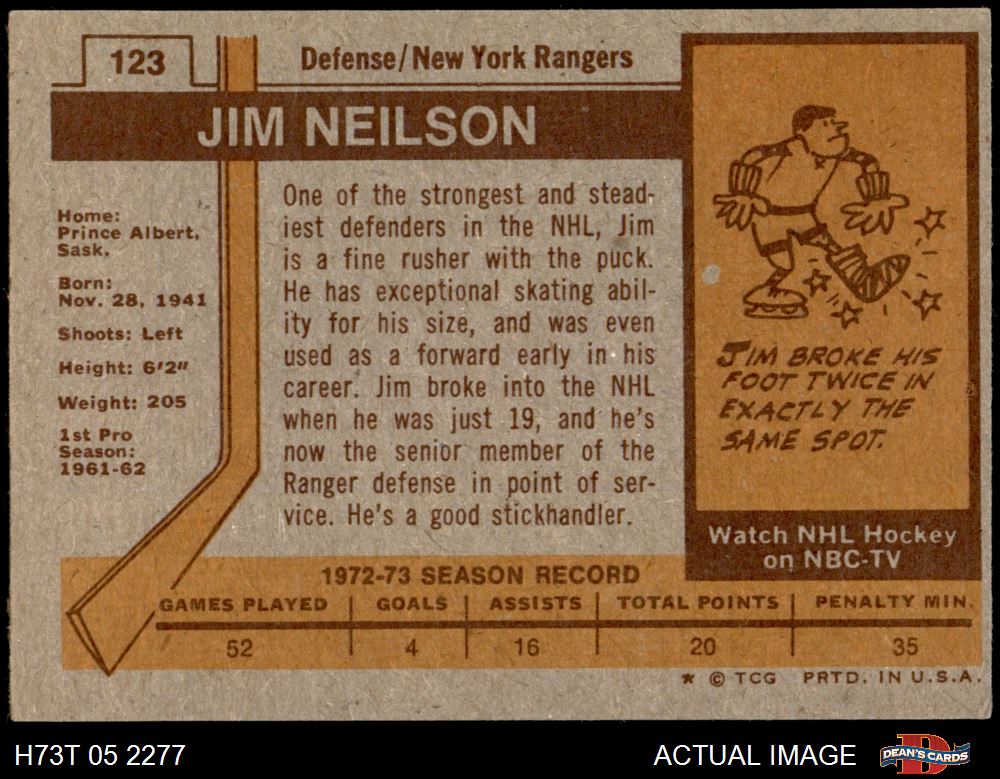 123
Defense/New York Rangers
JIM NEILSON
Home:
Prince Albert,
Sask.
Born:
Nov. 28, 1941
Shoots: Left
Height: 6'2"
Weight: 205
1st Pro
Season:
1961-62
One of the strongest and stead-
iest defenders in the NHL, Jim
is a fine rusher with the puck.
He has exceptional skating abil-
ity for his size, and was even
used as a forward early in his
career. Jim broke into the NHL
when he was just 19, and he's
now the senior member of the
Ranger defense in point of ser-
vice. He's a good stickhandler.
JIM BROKE HIS
FOOT TWICE IN
EXACTLY THE
SAME SPOT.
Watch NHL Hockey
on NBC-TV
1972-73 SEASON RECORD
GAMES PLAYED GOALS ASSISTS TOTAL POINTS PENALTY MIN.
52 4 16 20 35
* © TCG PRTD. IN U.S.A.
H73T 05 2277
ACTUAL IMAGE
D
DEAN'S CARDS